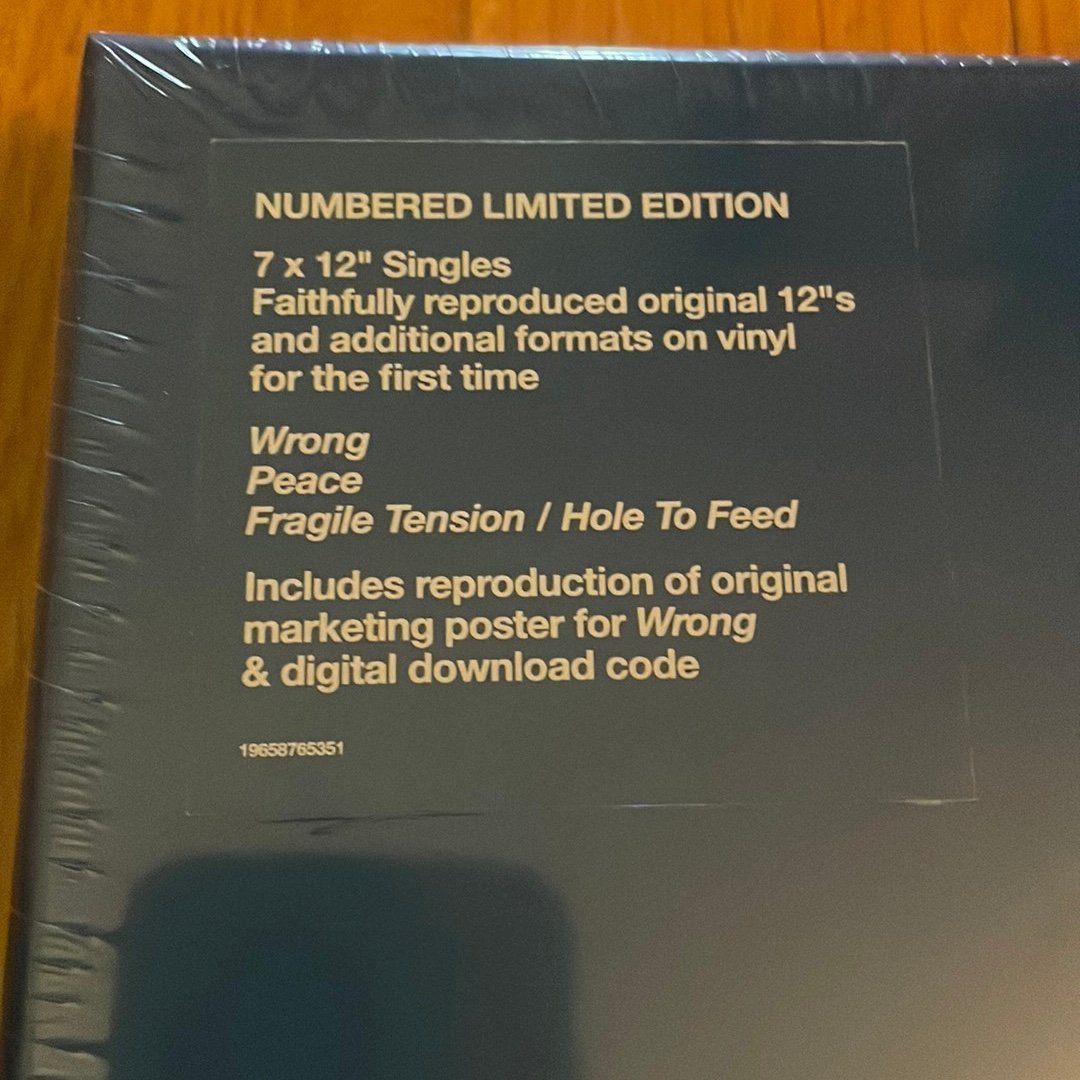 NUMBERED LIMITED EDITION
7 x 12" Singles
Faithfully reproduced original 12"s
and additional formats on vinyl
for the first time
Wrong
Peace
Fragile Tension / Hole To Feed
Includes reproduction of original
marketing poster for Wrong
& digital download code
19658765351